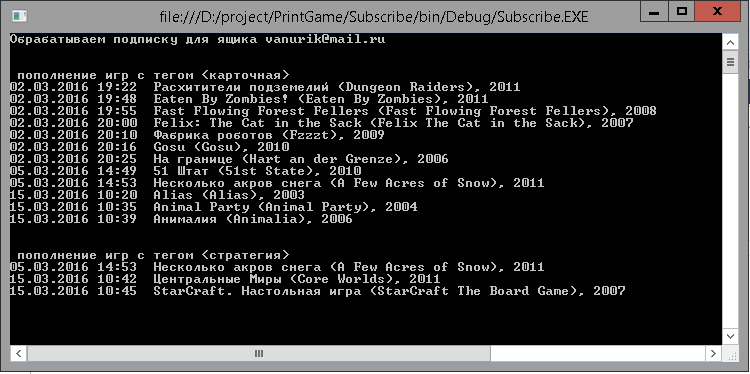 file:///D:/project/PrintGame/Subscribe/bin/Debug/Subscribe.EXE
Обрабатываем подписку для ящика vanurik@mail.ru
пополнение игр с тегом <карточная>
02.03.2016 19:22 Расхитители подземелий (Dungeon Raiders), 2011
02.03.2016 19:48 Eaten By Zombies! (Eaten By Zombies), 2011
02.03.2016 19:55 Fast Flowing Forest Fellers (Fast Flowing Forest Fellers), 2008
02.03.2016 20:00 Felix: The Cat in the Sack (Felix The Cat in the Sack), 2007
02.03.2016 20:10 Фабрика роботов (Fzzzt), 2009
02.03.2016 20:16 Gosu (Gosu), 2010
02.03.2016 20:25 На границе (Hart an der Grenze), 2006
05.03.2016 14:49 51 Штат (51st State), 2010
05.03.2016 14:53 Несколько акров снега (A Few Acres of Snow), 2011
15.03.2016 10:20 Alias (Alias), 2003
15.03.2016 10:35 Animal Party (Animal Party), 2004
15.03.2016 10:39 Анималия (Animalia), 2006
пополнение игр с тегом <стратегия>
05.03.2016 14:53 Несколько акров снега (A Few Acres of Snow), 2011
15.03.2016 10:42 Центральные Миры (Core Worlds), 2011
15.03.2016 10:45 StarCraft. Настольная игра (StarCraft The Board Game), 2007